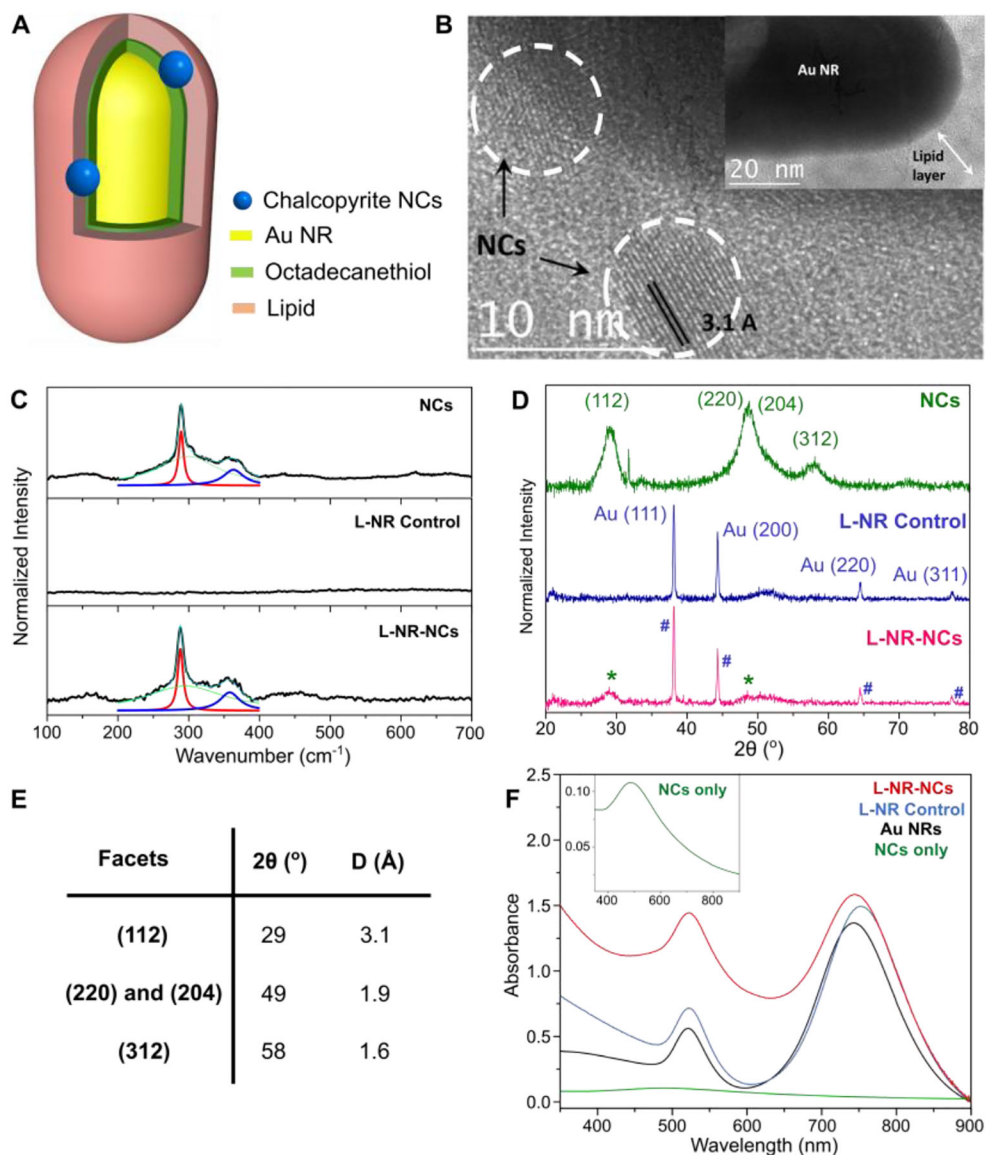 A
Chalcopyrite NCs
Au NR
Octadecanethiol
Lipid
B
NCs
10 nm
3.1 A
Au NR
20 nm
Lipid
layer
C
NCs
L-NR Control
L-NR-NCs
Normalized Intensity
100 200 300 400 500 600 700
Wavenumber (cm⁻¹)
D
(112)
(220)
(204)
(312)
NCs
Au (111)
Au (200)
L-NR Control
Au (220)
Au (311)
L-NR-NCs
#
#
#
#
*
*
Normalized Intensity
20 30 40 50 60 70 80
2θ (°)
E
Facets 2θ (°) D (Å)
(112) 29 3.1
(220) and (204) 49 1.9
(312) 58 1.6
F
L-NR-NCs
L-NR Control
Au NRs
NCs only
NCs only
0.10
0.05
400 600 800
2.5
2.0
1.5
1.0
0.5
0.0
Absorbance
400 500 600 700 800 900
Wavelength (nm)